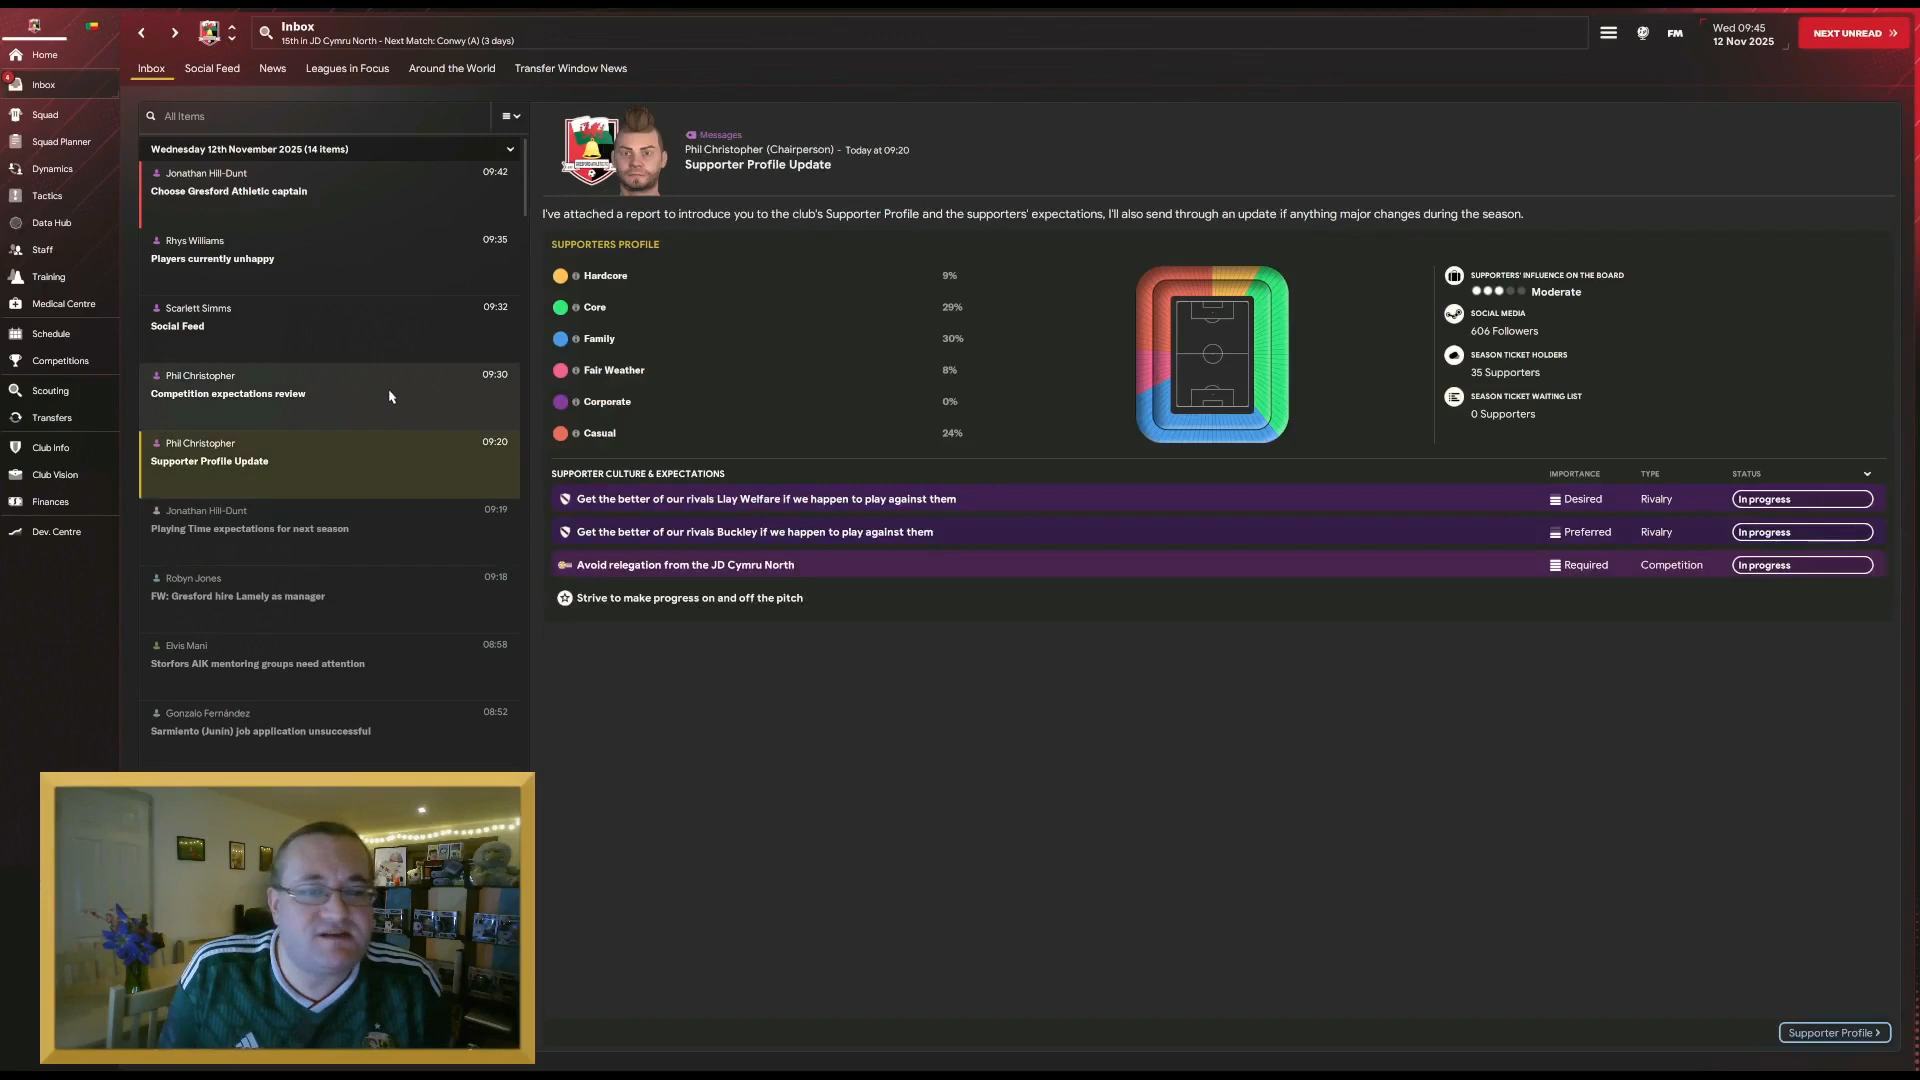 Inbox
15th in JD Cymru North - Next Match: Conwy (A) (3 days)
FM
Wed 09:45
12 Nov 2025
NEXT UNREAD
Home
4
Inbox
Squad
Squad Planner
Dynamics
Tactics
Data Hub
Staff
Training
Medical Centre
Schedule
Competitions
Scouting
Transfers
Club Info
Club Vision
Finances
Dev. Centre
Inbox
Social Feed
News
Leagues in Focus
Around the World
Transfer Window News
All Items
Wednesday 12th November 2025 (14 items)
Jonathan Hill-Dunt 09:42
Choose Gresford Athletic captain
Rhys Williams 09:35
Players currently unhappy
Scarlett Simms 09:32
Social Feed
Phil Christopher 09:30
Competition expectations review
Phil Christopher 09:20
Supporter Profile Update
Jonathan Hill-Dunt 09:19
Playing Time expectations for next season
Robyn Jones 09:18
FW: Gresford hire Lamely as manager
Elvis Mani 08:58
Storfors AIK mentoring groups need attention
Gonzalo Fernández 08:52
Sarmiento (Junín) job application unsuccessful
Messages
Phil Christopher (Chairperson) - Today at 09:20
Supporter Profile Update
I've attached a report to introduce you to the club's Supporter Profile and the supporters' expectations, I'll also send through an update if anything major changes during the season.
SUPPORTERS PROFILE
Hardcore 9%
Core 29%
Family 30%
Fair Weather 8%
Corporate 0%
Casual 24%
SUPPORTERS' INFLUENCE ON THE BOARD
Moderate
SOCIAL MEDIA
606 Followers
SEASON TICKET HOLDERS
35 Supporters
SEASON TICKET WAITING LIST
0 Supporters
SUPPORTER CULTURE & EXPECTATIONS IMPORTANCE TYPE STATUS
Get the better of our rivals Llay Welfare if we happen to play against them Desired Rivalry In progress
Get the better of our rivals Buckley if we happen to play against them Preferred Rivalry In progress
Avoid relegation from the JD Cymru North Required Competition In progress
Strive to make progress on and off the pitch
Supporter Profile